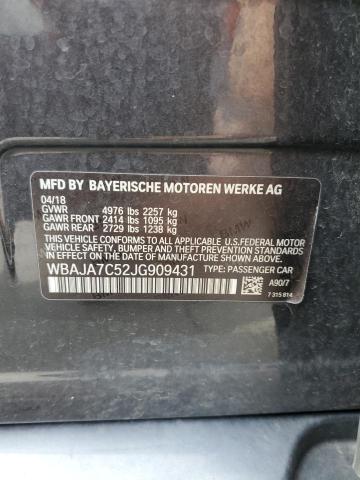 MFD BY BAYERISCHE MOTOREN WERKE AG
04/18
GVWR 4976 lbs 2257 kg
GAWR FRONT 2414 lbs 1095 kg
GAWR REAR 2729 lbs 1238 kg
THIS VEHICLE CONFORMS TO ALL APPLICABLE U.S. FEDERAL MOTOR
VEHICLE SAFETY, BUMPER, AND THEFT PREVENTION STANDARDS IN
EFFECT ON THE DATE OF MANUFACTURE SHOWN ABOVE.
WBAJA7C52JG909431 TYPE: PASSENGER CAR
A90/7
7 315 814